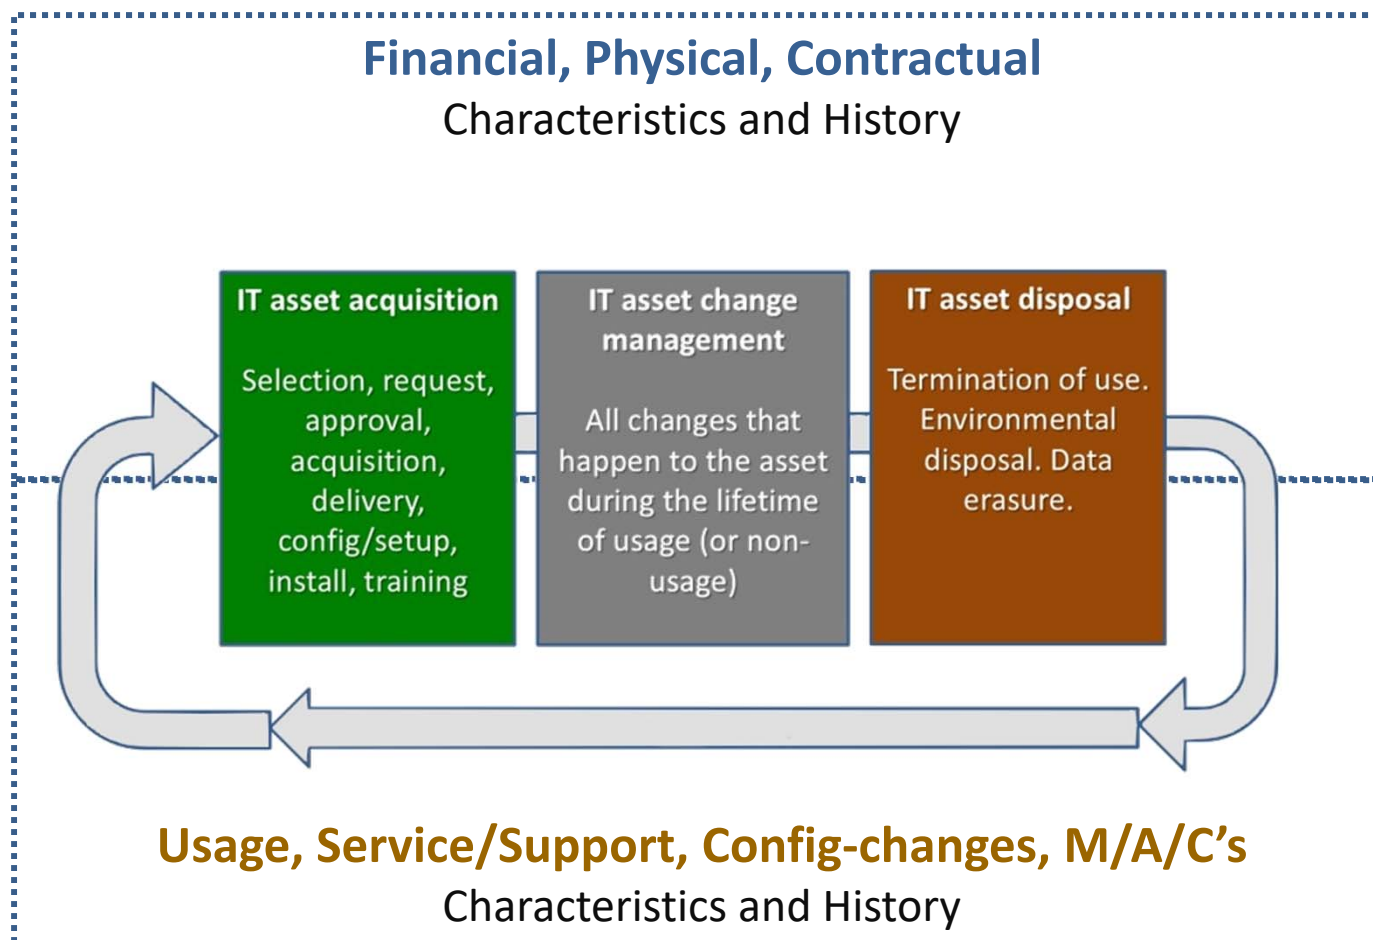 Financial, Physical, Contractual
Characteristics and History
IT asset acquisition
Selection, request,
approval,
acquisition,
delivery,
config/setup,
install, training
IT asset change
management
All changes that
happen to the asset
during the lifetime
of usage (or non-
usage)
IT asset disposal
Termination of use.
Environmental
disposal. Data
erasure.
Usage, Service/Support, Config-changes, M/A/C’s
Characteristics and History